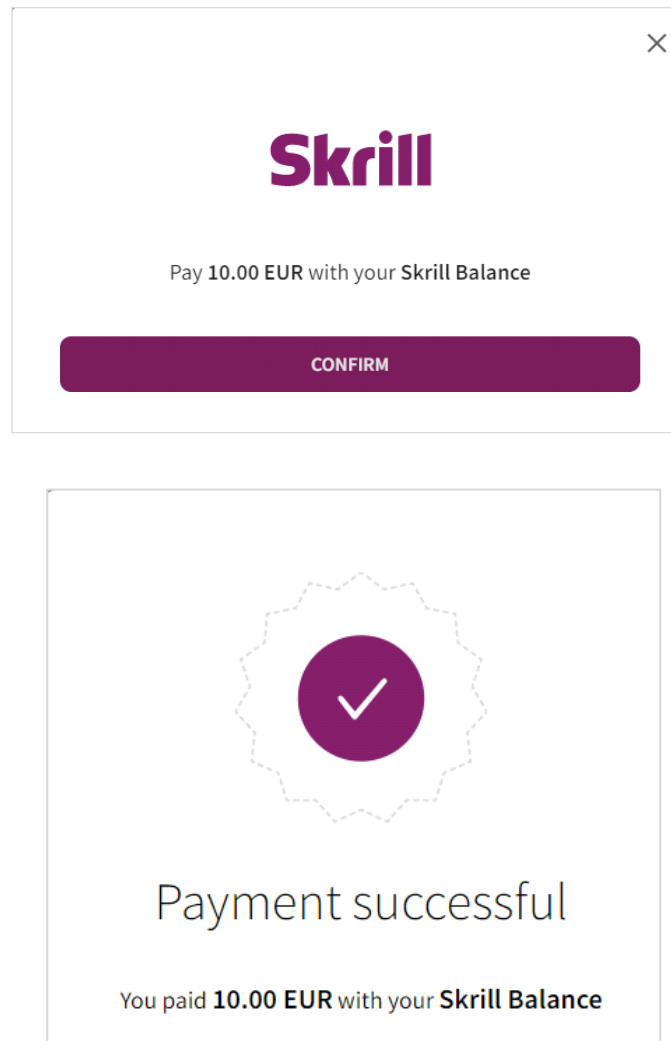 Skrill
Pay 10.00 EUR with your Skrill Balance
CONFIRM
Payment successful
You paid 10.00 EUR with your Skrill Balance